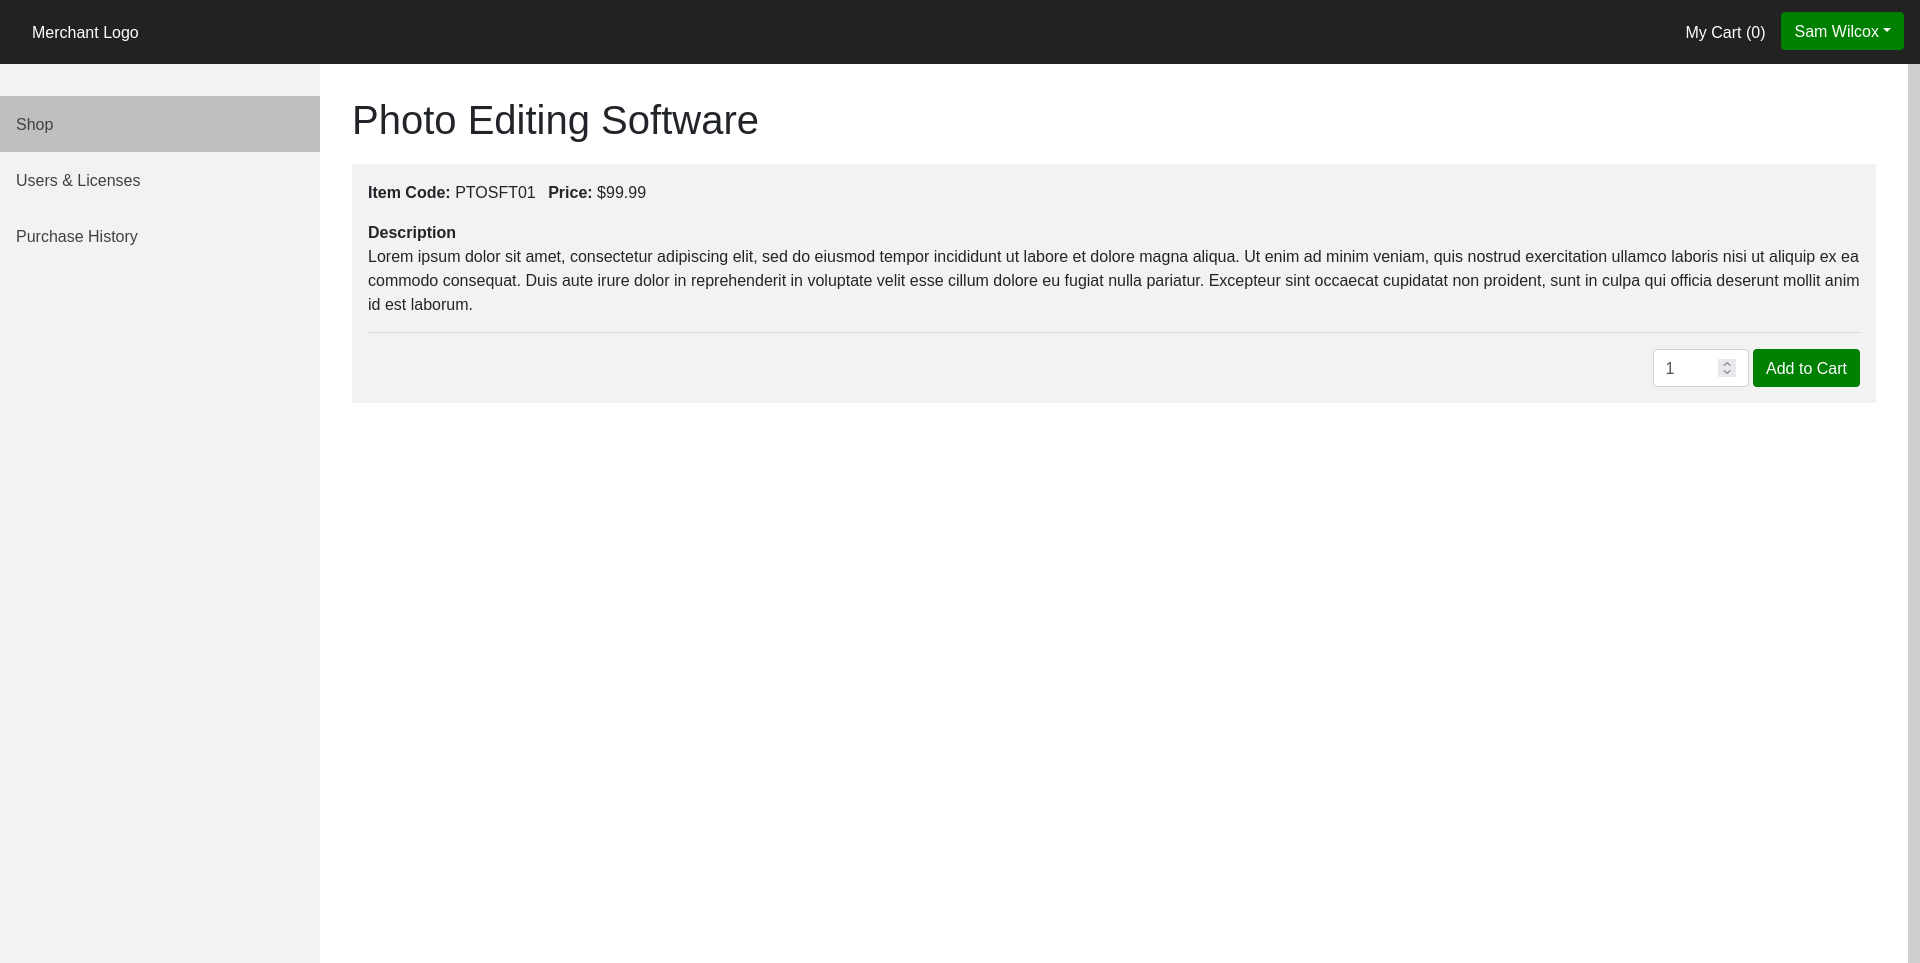 Merchant Logo
My Cart (0)
Sam Wilcox
Shop
Users & Licenses
Purchase History
Photo Editing Software
Item Code: PTOSFT01 Price: $99.99
Description
Lorem ipsum dolor sit amet, consectetur adipiscing elit, sed do eiusmod tempor incididunt ut labore et dolore magna aliqua. Ut enim ad minim veniam, quis nostrud exercitation ullamco laboris nisi ut aliquip ex ea
commodo consequat. Duis aute irure dolor in reprehenderit in voluptate velit esse cillum dolore eu fugiat nulla pariatur. Excepteur sint occaecat cupidatat non proident, sunt in culpa qui officia deserunt mollit anim
id est laborum.
1
Add to Cart